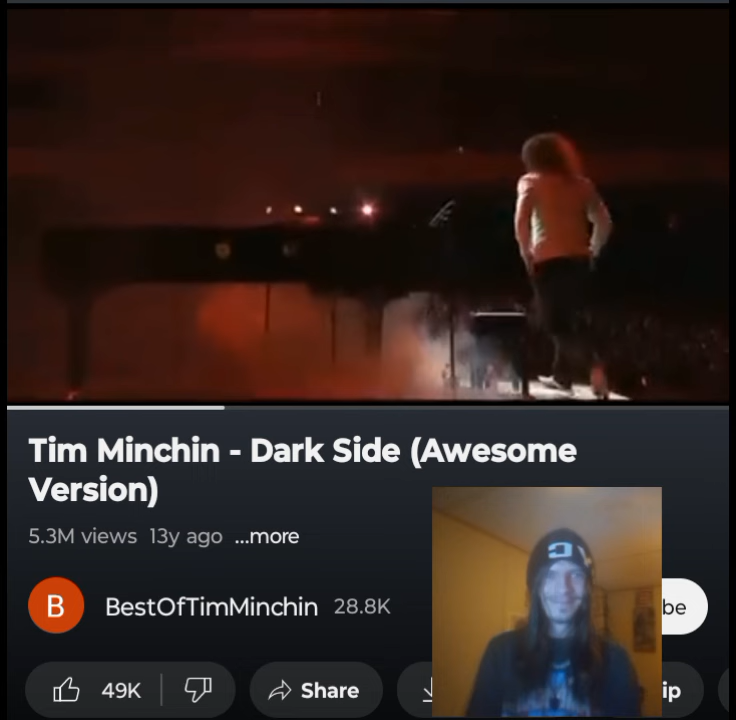 Tim Minchin - Dark Side (Awesome
Version)
5.3M views 13y ago ...more
B BestOfTimMinchin 28.8K be
49K Share ip